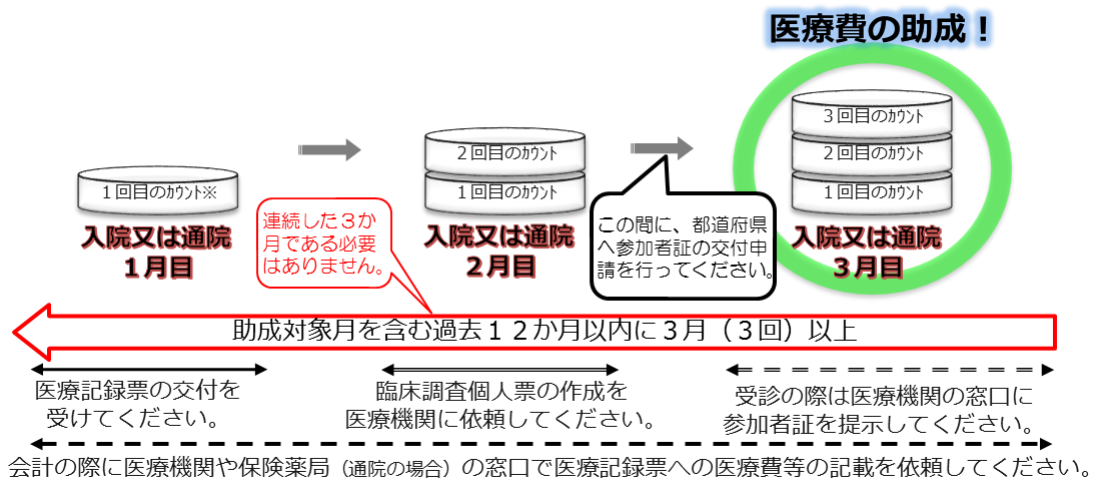 医療費の助成！
３回目のｶｳﾝﾄ
２回目のｶｳﾝﾄ
２回目のｶｳﾝﾄ
１回目のｶｳﾝﾄ※
１回目のｶｳﾝﾄ
１回目のｶｳﾝﾄ
入院又は通院
１月目
連続した３か
月である必要
はありません。
入院又は通院
２月目
この間に、都道府県
へ参加者証の交付申
請を行ってください。
入院又は通院
３月目
助成対象月を含む過去１２か月以内に３月（３回）以上
医療記録票の交付を
受けてください。
臨床調査個人票の作成を
医療機関に依頼してください。
受診の際は医療機関の窓口に
参加者証を提示してください。
会計の際に医療機関や保険薬局（通院の場合）の窓口で医療記録票への医療費等の記載を依頼してください。